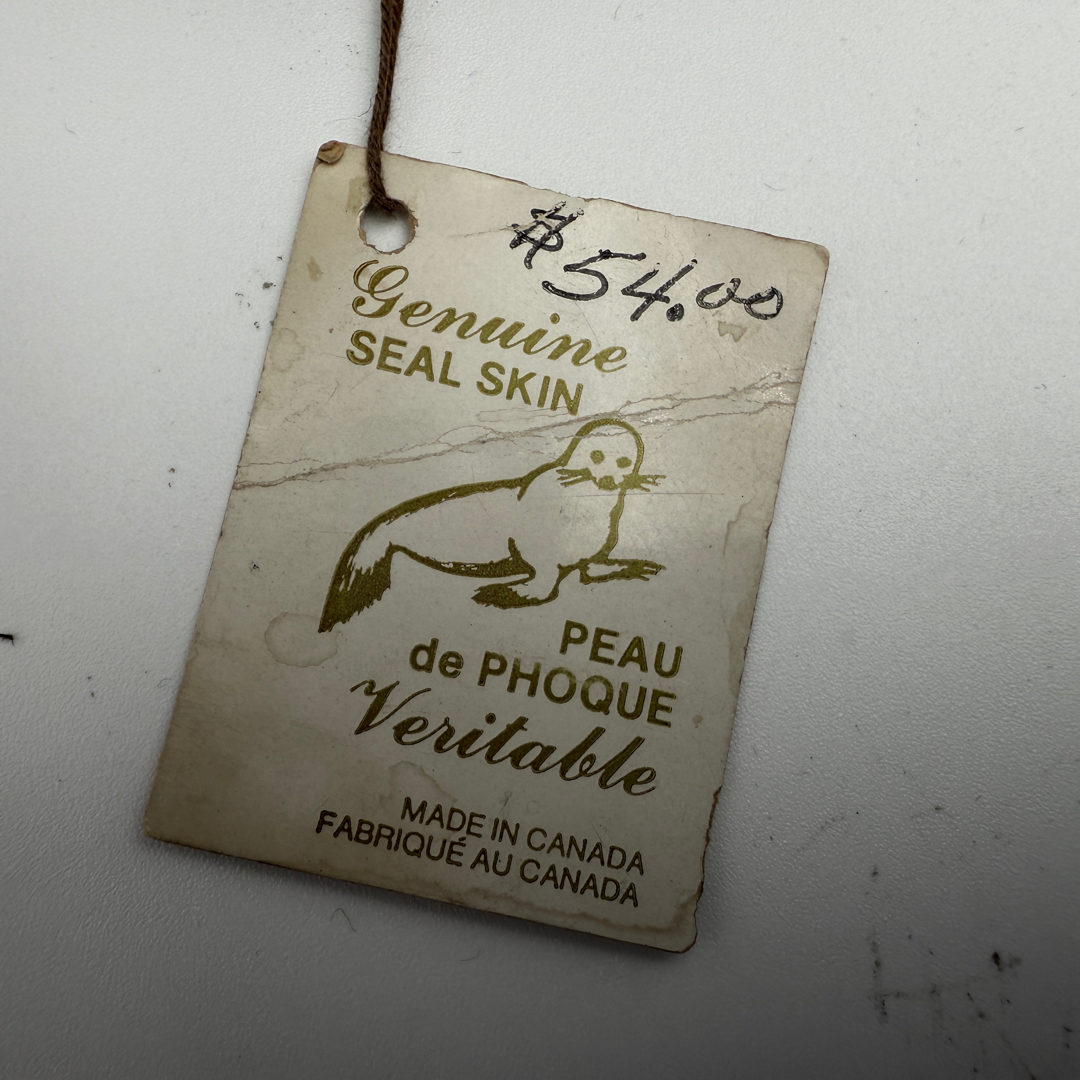 $54.00
Genuine
SEAL SKIN
PEAU
de PHOQUE
Veritable
MADE IN CANADA
FABRIQUÉ AU CANADA